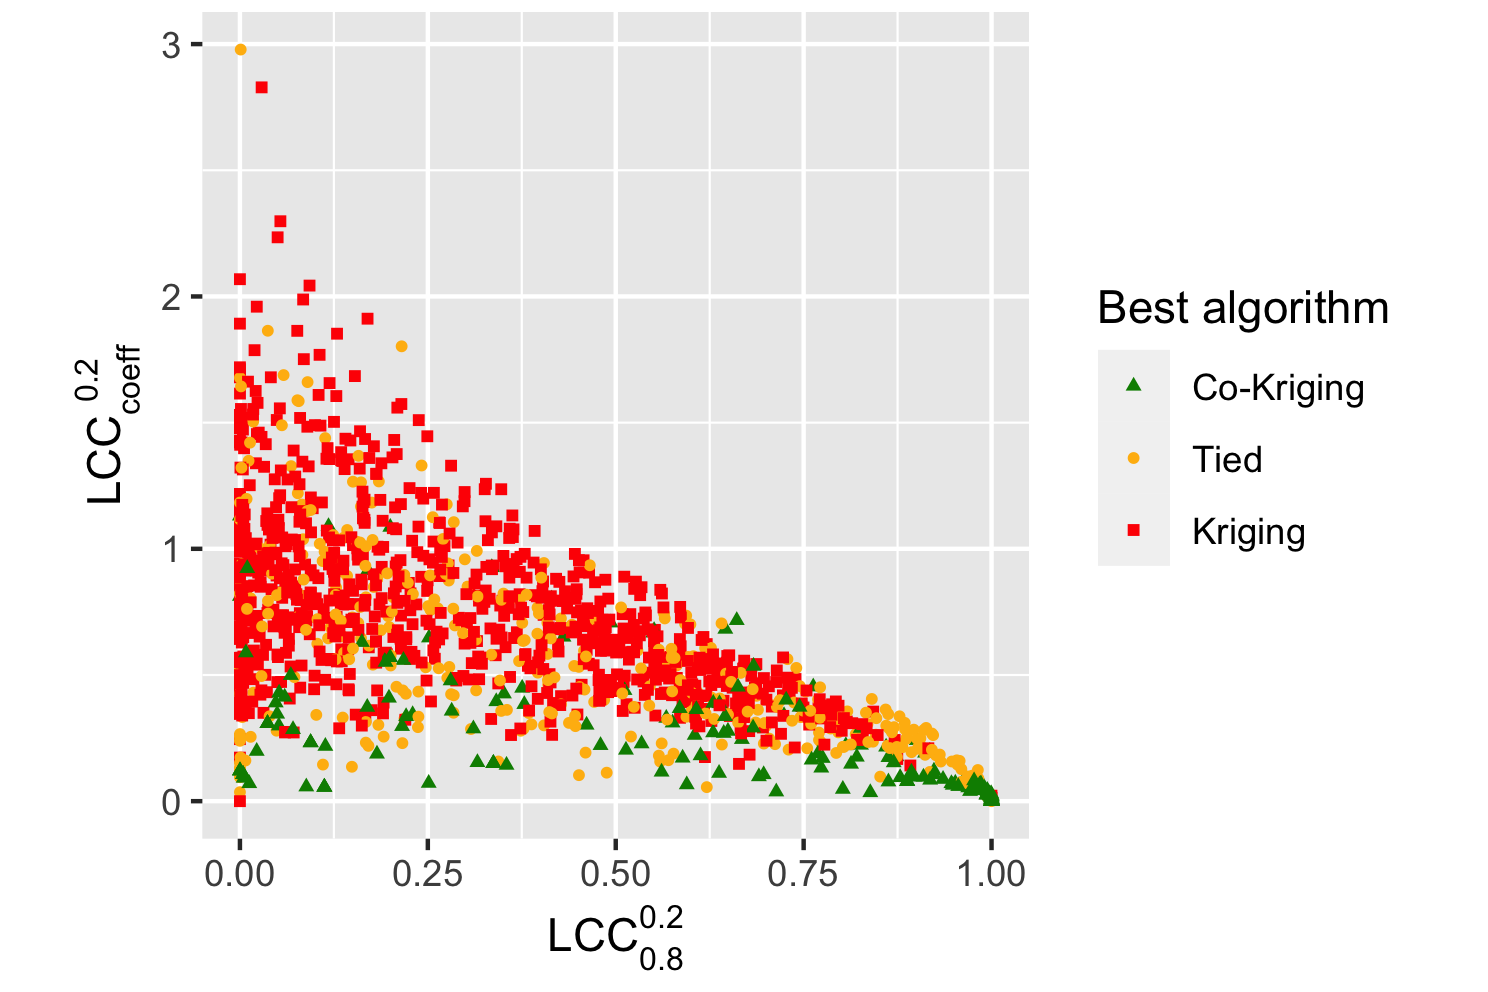 3
2
1
0
LCC^0.2_coeff
0.00 0.25 0.50 0.75 1.00
LCC^0.2_0.8
Best algorithm
Co-Kriging
Tied
Kriging